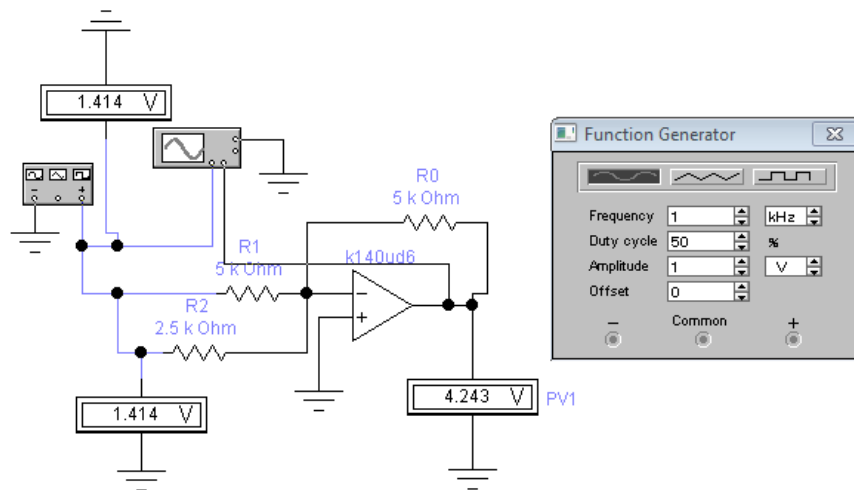 1.414 V
Function Generator
R0
5 k Ohm
Frequency 1 kHz
Duty cycle 50 %
Amplitude 1 V
Offset 0
− Common +
− +
R1
5 k Ohm
k140ud6
R2
2.5 k Ohm
−
+
1.414 V
4.243 V PV1